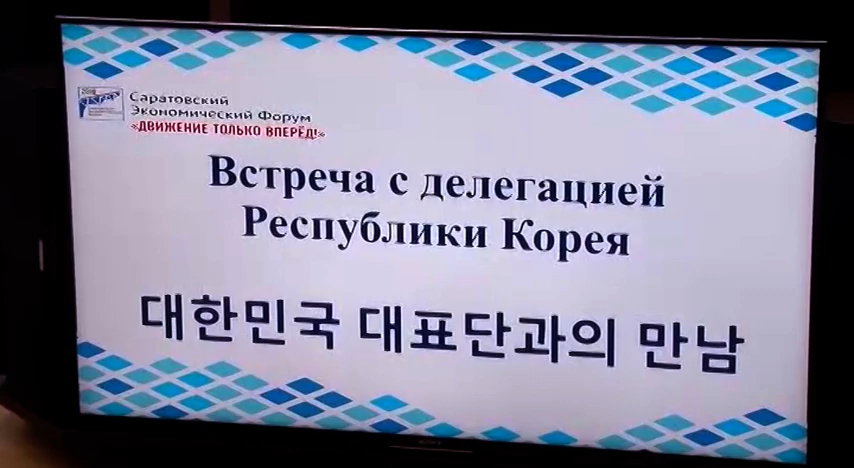 Саратовский
Экономический Форум
«ДВИЖЕНИЕ ТОЛЬКО ВПЕРЁД!»
Встреча с делегацией
Республики Корея
대한민국 대표단과의 만남
SONY